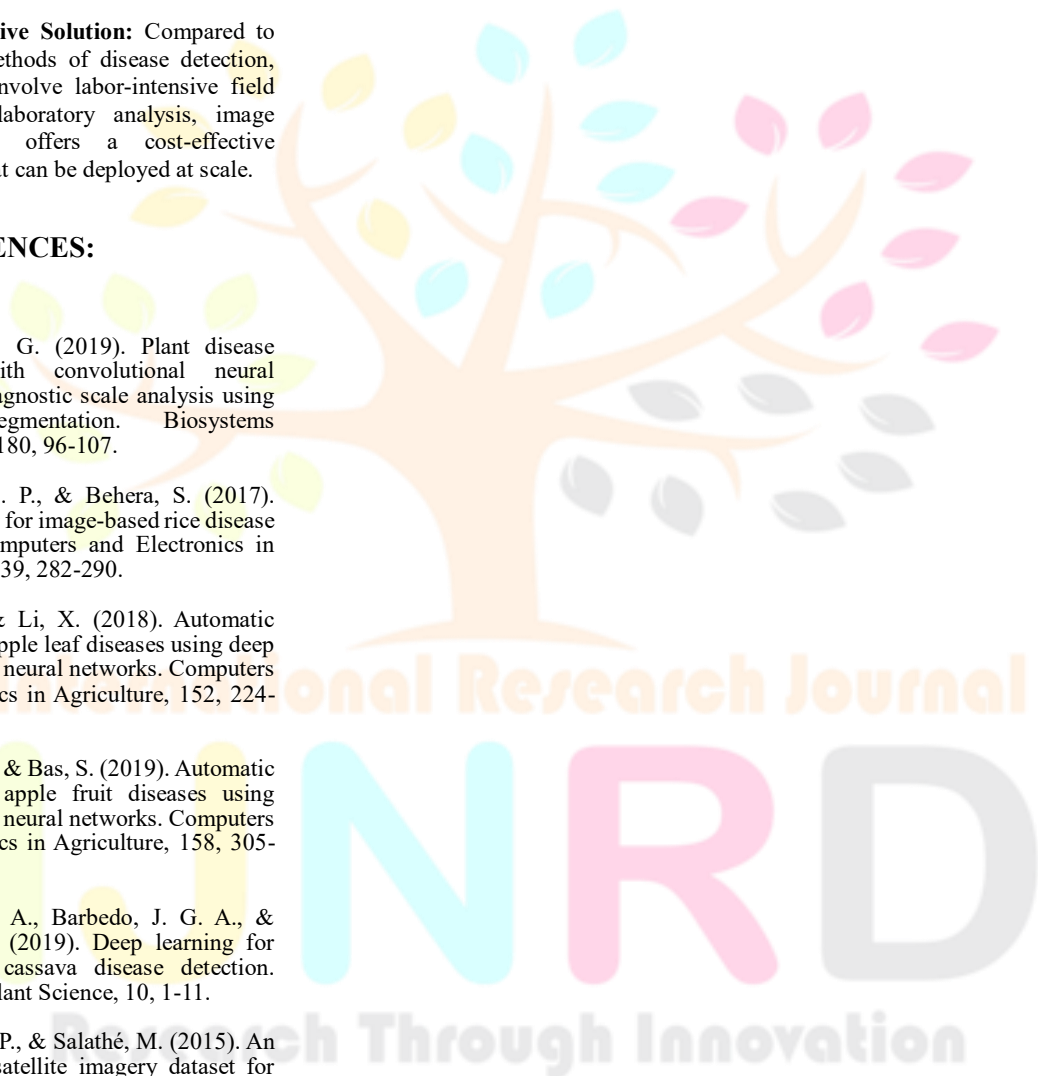 ive Solution: Compared to
ethods of disease detection,
nvolve labor-intensive field
laboratory analysis, image
offers a cost-effective
at can be deployed at scale.
ENCES:
G. (2019). Plant disease
ith convolutional neural
agnostic scale analysis using
egmentation. Biosystems
180, 96-107.
. P., & Behera, S. (2017).
for image-based rice disease
mputers and Electronics in
39, 282-290.
& Li, X. (2018). Automatic
pple leaf diseases using deep
neural networks. Computers
cs in Agriculture, 152, 224-
& Bas, S. (2019). Automatic
apple fruit diseases using
neural networks. Computers
cs in Agriculture, 158, 305-
A., Barbedo, J. G. A., &
(2019). Deep learning for
cassava disease detection.
lant Science, 10, 1-11.
P., & Salathé, M. (2015). An
satellite imagery dataset for
International Research Journal
IJNRD
Research Through Innovation